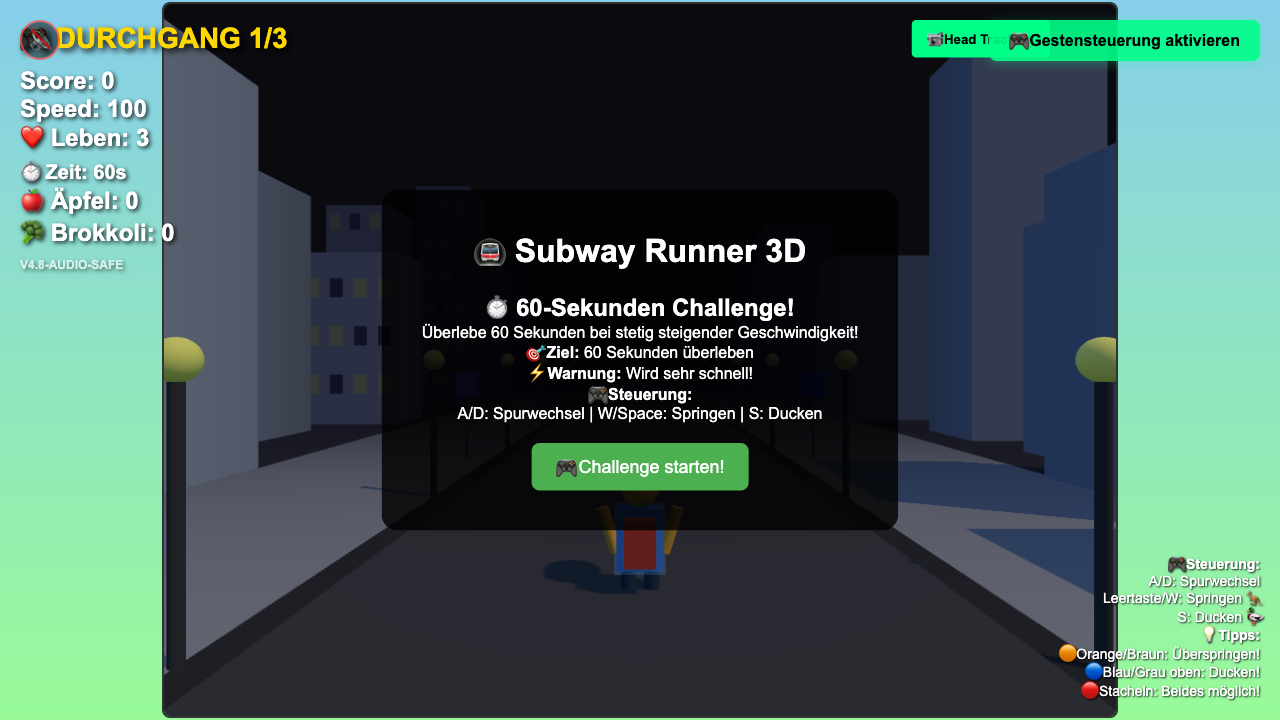 DURCHGANG 1/3
Score: 0
Speed: 100
❤️ Leben: 3
⏱️ Zeit: 60s
🍎 Äpfel: 0
🥦 Brokkoli: 0
V4.8-AUDIO-SAFE
📹Head
🎮Gestensteuerung aktivieren
🚇 Subway Runner 3D
⏱️ 60-Sekunden Challenge!
Überlebe 60 Sekunden bei stetig steigender Geschwindigkeit!
🎯Ziel: 60 Sekunden überleben
⚡Warnung: Wird sehr schnell!
🎮Steuerung:
A/D: Spurwechsel | W/Space: Springen | S: Ducken
🎮Challenge starten!
🎮Steuerung:
A/D: Spurwechsel
Leertaste/W: Springen 🦘
S: Ducken 🦆
💡Tipps:
🟠Orange/Braun: Überspringen!
🔵Blau/Grau oben: Ducken!
🔴Stacheln: Beides möglich!